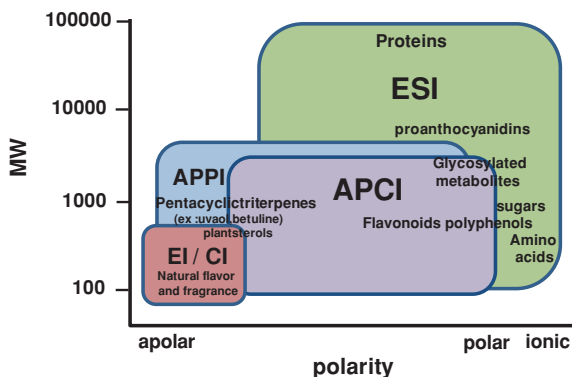 100000
10000
1000
100
MW
Proteins
ESI
proanthocyanidins
Glycosylated
metabolites
sugars
Flavonoids polyphenols
Amino
acids
APPI
APCI
Pentacyclictriterpenes
(ex :uvaol,betuline)
plantsterols
EI / CI
Natural flavor
and fragrance
apolar
polar
ionic
polarity